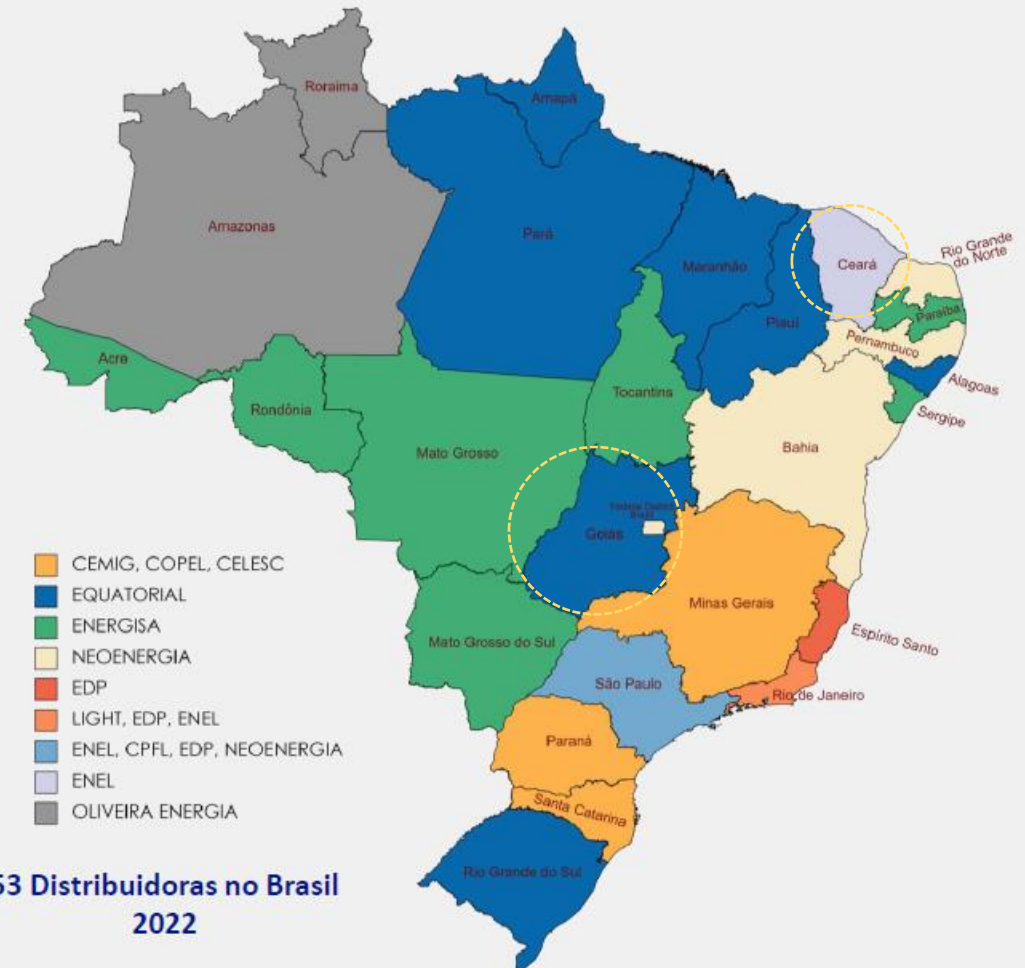 Roraima
Amapá
Amazonas
Pará
Maranhão
Ceará
Rio Grande
do Norte
Piauí
Paraíba
Pernambuco
Acre
Alagoas
Tocantins
Sergipe
Rondônia
Bahia
Mato Grosso
Goiás
Minas Gerais
Espírito Santo
Mato Grosso do Sul
São Paulo
Rio de Janeiro
Paraná
Santa Catarina
Rio Grande do Sul
CEMIG, COPEL, CELESC
EQUATORIAL
ENERGISA
NEOENERGIA
EDP
LIGHT, EDP, ENEL
ENEL, CPFL, EDP, NEOENERGIA
ENEL
OLIVEIRA ENERGIA
53 Distribuidoras no Brasil
2022